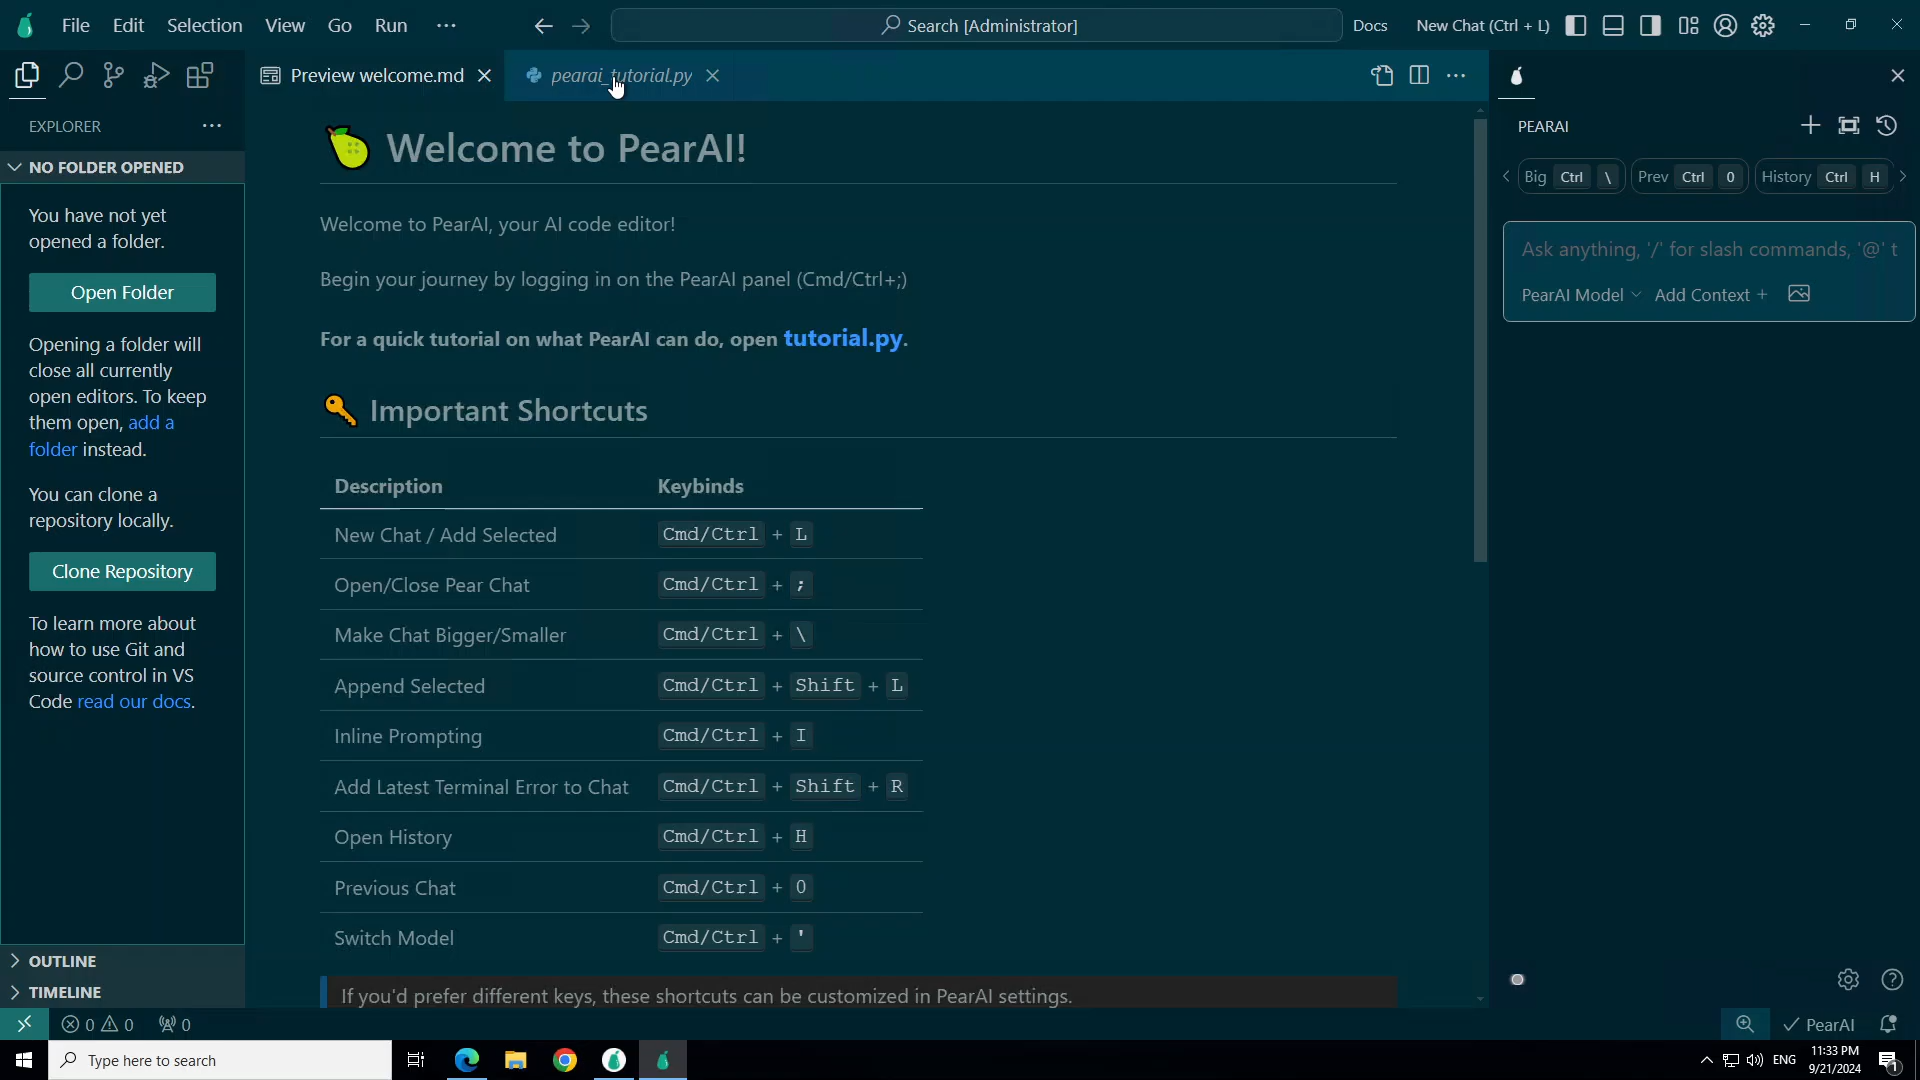 File Edit Selection View Go Run ···
Search [Administrator]
Docs New Chat (Ctrl + L)
EXPLORER ···
NO FOLDER OPENED
You have not yet
opened a folder.
Open Folder
Opening a folder will
close all currently
open editors. To keep
them open, add a
folder instead.
You can clone a
repository locally.
Clone Repository
To learn more about
how to use Git and
source control in VS
Code read our docs.
OUTLINE
TIMELINE
Preview welcome.md
pearai_tutorial.py
Welcome to PearAI!
Welcome to PearAI, your AI code editor!
Begin your journey by logging in on the PearAI panel (Cmd/Ctrl+;)
For a quick tutorial on what PearAI can do, open tutorial.py.
Important Shortcuts
Description Keybinds
New Chat / Add Selected Cmd/Ctrl + L
Open/Close Pear Chat Cmd/Ctrl + ;
Make Chat Bigger/Smaller Cmd/Ctrl + \
Append Selected Cmd/Ctrl + Shift + L
Inline Prompting Cmd/Ctrl + I
Add Latest Terminal Error to Chat Cmd/Ctrl + Shift + R
Open History Cmd/Ctrl + H
Previous Chat Cmd/Ctrl + 0
Switch Model Cmd/Ctrl + '
If you'd prefer different keys, these shortcuts can be customized in PearAI settings.
PEARAI
Big Ctrl \ Prev Ctrl 0 History Ctrl H
Ask anything, '/' for slash commands, '@' t
PearAI Model Add Context +
0 0 0
PearAI
Type here to search
ENG
11:33 PM
9/21/2024
1